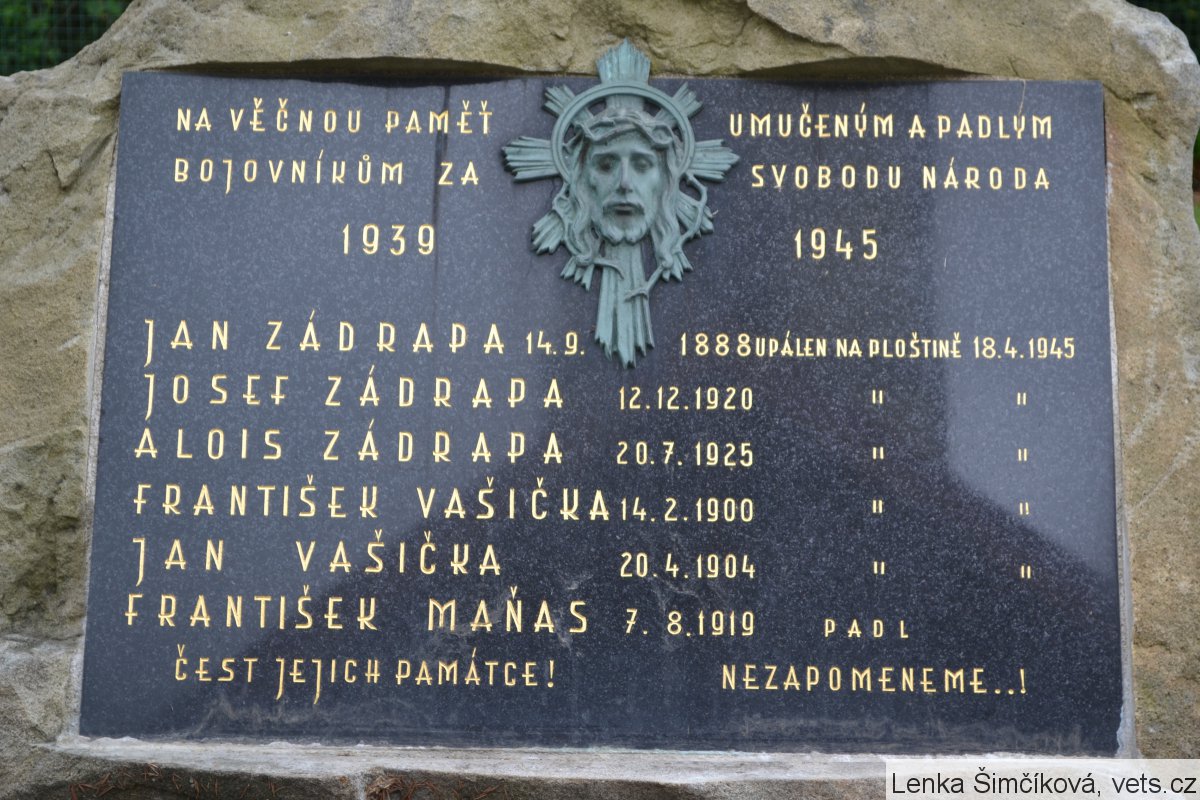 NA VĚČNOU PAMĚŤ UMUČENÝM A PADLÝM
BOJOVNÍKŮM ZA SVOBODU NÁRODA
1939 1945
JAN ZÁDRAPA 14.9. 1888 UPÁLEN NA PLOŠTINĚ 18.4.1945
JOSEF ZÁDRAPA 12.12.1920 " "
ALOIS ZÁDRAPA 20.7.1925 " "
FRANTIŠEK VAŠIČKA 14.2.1900 " "
JAN VAŠIČKA 20.4.1904 " "
FRANTIŠEK MAŇAS 7.8.1919 PADL
ČEST JEJICH PAMÁTCE! NEZAPOMENEME..!
Lenka Šimčíková, vets.cz